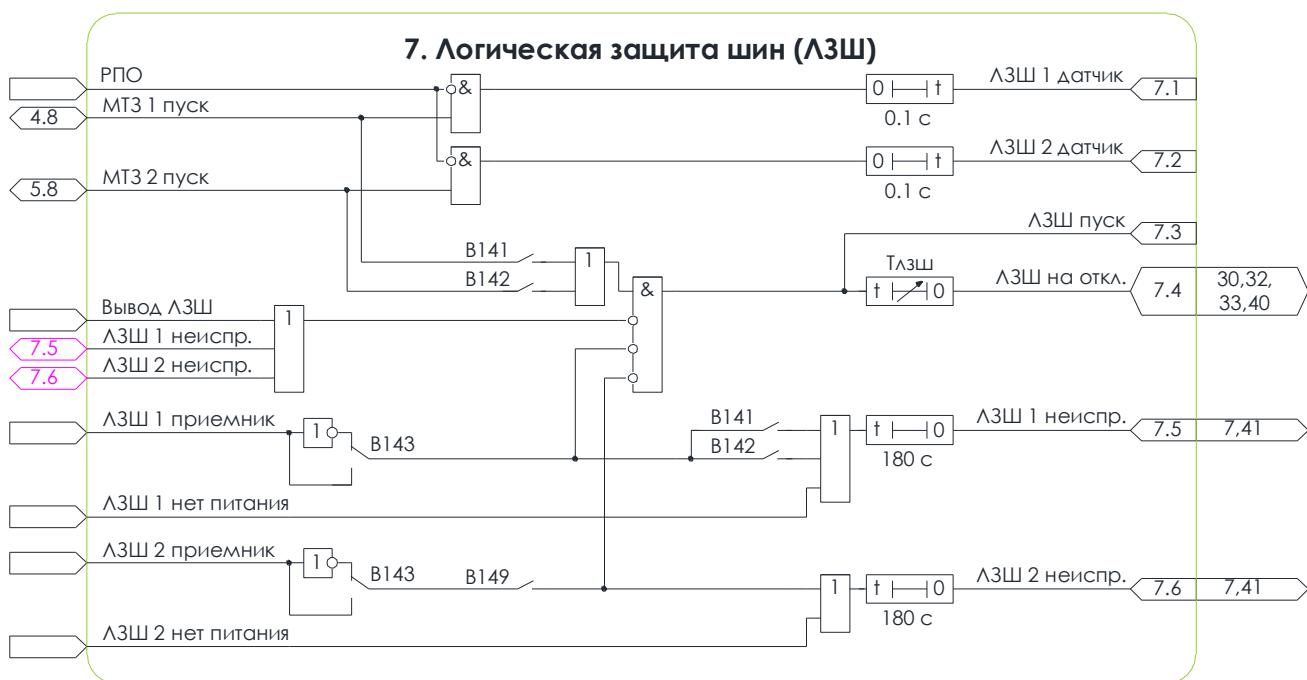 7. Логическая защита шин (ЛЗШ)
РПО
0 t
ЛЗШ 1 датчик
7.1
&
МТЗ 1 пуск
4.8
0.1 с
&
0 t
ЛЗШ 2 датчик
7.2
МТЗ 2 пуск
5.8
0.1 с
ЛЗШ пуск
7.3
В141
1
Тлзш
В142
&
t 0
ЛЗШ на откл.
7.4
30,32,
33,40
Вывод ЛЗШ
1
ЛЗШ 1 неиспр.
7.5
ЛЗШ 2 неиспр.
7.6
ЛЗШ 1 приемник
1
В143
В141
В142
1
t 0
180 с
ЛЗШ 1 неиспр.
7.5
7,41
ЛЗШ 1 нет питания
ЛЗШ 2 приемник
1
В143
В149
1
t 0
180 с
ЛЗШ 2 неиспр.
7.6
7,41
ЛЗШ 2 нет питания